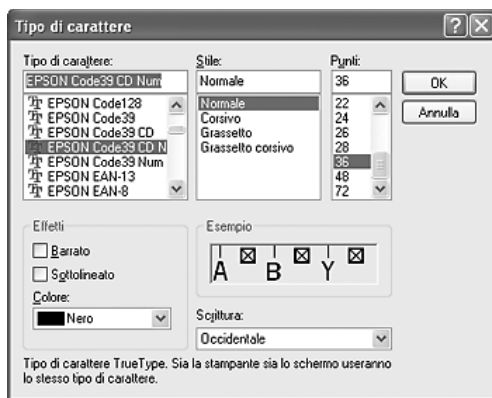 Tipo di carattere
Tipo di carattere:
EPSON Code39 CD Num
EPSON Code128
EPSON Code39
EPSON Code39 CD
EPSON Code39 CD N
EPSON Code39 Num
EPSON EAN-13
EPSON EAN-8
Stile:
Normale
Normale
Corsivo
Grassetto
Grassetto corsivo
Punti:
36
22
24
26
28
36
48
72
OK
Annulla
Effetti
Barrato
Sottolineato
Colore:
Nero
Esempio
A B Y
Scrittura:
Occidentale
Tipo di carattere TrueType. Sia la stampante sia lo schermo useranno
lo stesso tipo di carattere.